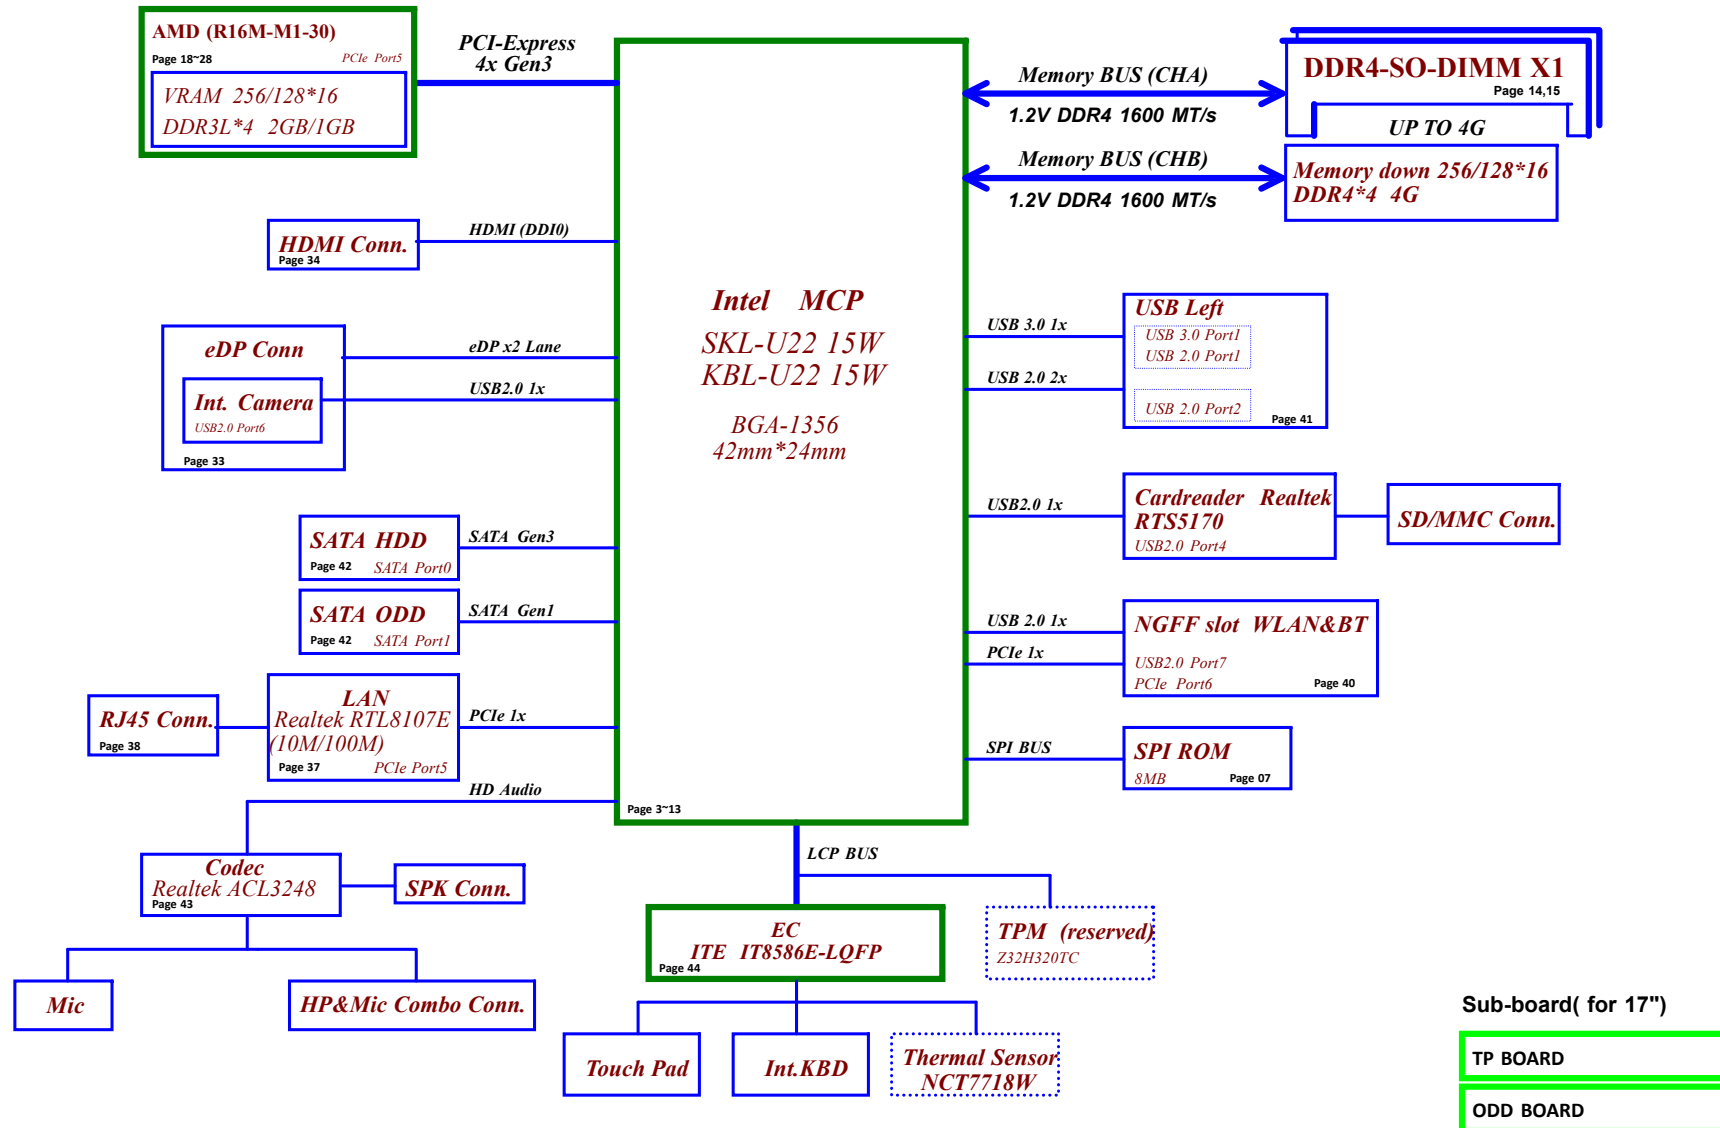 AMD (R16M-M1-30)
Page 18~28
PCIe Port5
VRAM 256/128*16
DDR3L*4 2GB/1GB
PCI-Express
4x Gen3
Memory BUS (CHA)
1.2V DDR4 1600 MT/s
DDR4-SO-DIMM X1
Page 14,15
UP TO 4G
Memory BUS (CHB)
1.2V DDR4 1600 MT/s
Memory down 256/128*16
DDR4*4 4G
HDMI Conn.
Page 34
HDMI (DDI0)
eDP Conn
eDP x2 Lane
Int. Camera
USB2.0 Port6
Page 33
USB2.0 1x
Intel MCP
SKL-U22 15W
KBL-U22 15W
BGA-1356
42mm*24mm
Page 3~13
USB 3.0 1x
USB 2.0 2x
USB Left
USB 3.0 Port1
USB 2.0 Port1
USB 2.0 Port2
Page 41
SATA HDD
Page 42
SATA Port0
SATA Gen3
USB2.0 1x
Cardreader Realtek
RTS5170
USB2.0 Port4
SD/MMC Conn.
SATA ODD
Page 42
SATA Port1
SATA Gen1
USB 2.0 1x
PCIe 1x
NGFF slot WLAN&BT
USB2.0 Port7
PCIe Port6
Page 40
RJ45 Conn.
Page 38
LAN
Realtek RTL8107E
(10M/100M)
Page 37
PCIe Port5
PCIe 1x
SPI BUS
SPI ROM
8MB
Page 07
HD Audio
Codec
Realtek ACL3248
Page 43
SPK Conn.
Mic
HP&Mic Combo Conn.
LCP BUS
EC
ITE IT8586E-LQFP
Page 44
TPM (reserved)
Z32H320TC
Touch Pad
Int.KBD
Thermal Sensor
NCT7718W
Sub-board( for 17")
TP BOARD
ODD BOARD